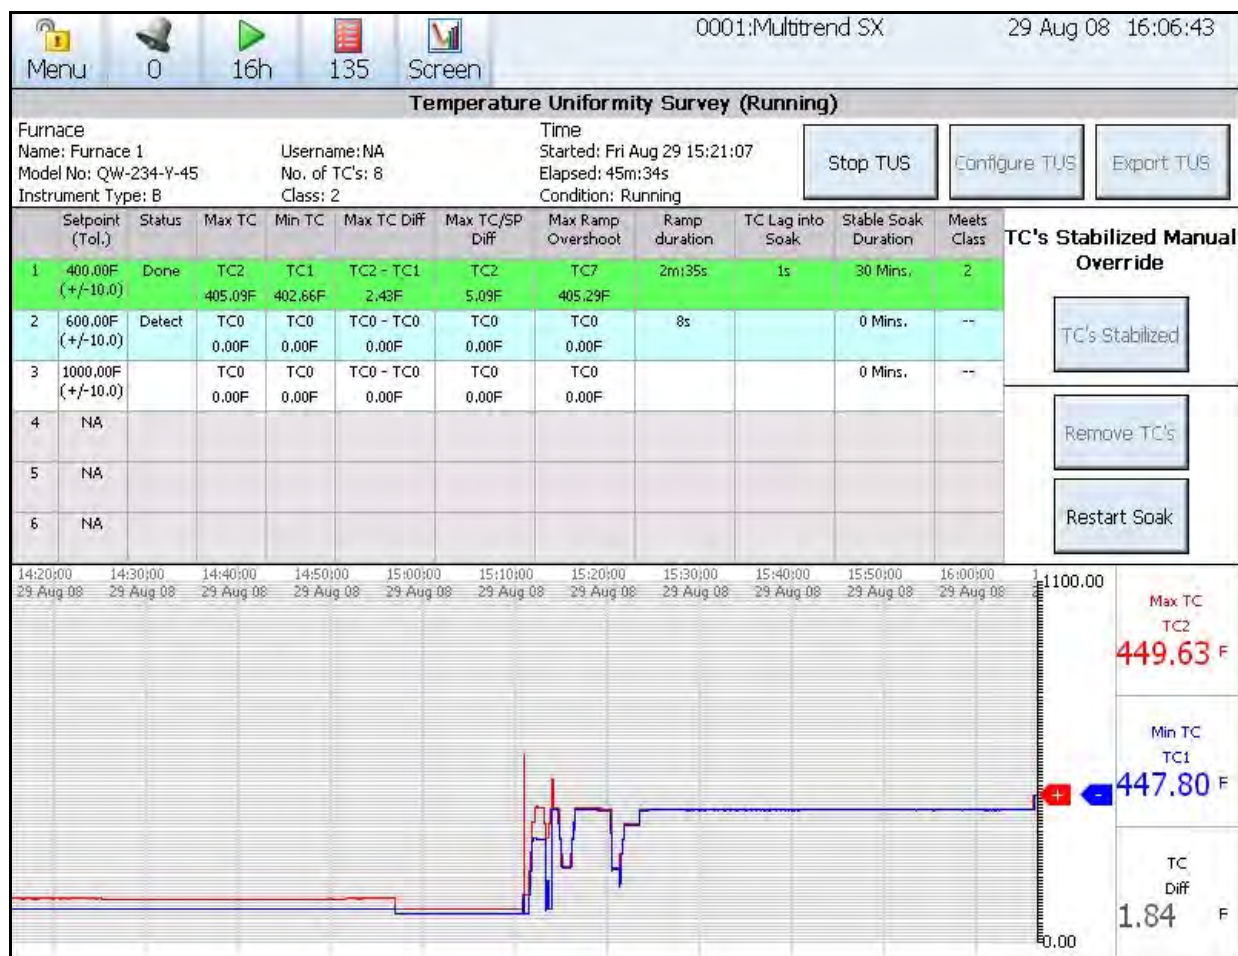 0001:Multitrend SX 29 Aug 08 16:06:43
Menu 0 16h 135 Screen
Temperature Uniformity Survey (Running)
Furnace Time
Name: Furnace 1 Username:NA Started: Fri Aug 29 15:21:07
Model No: QW-234-Y-45 No. of TC's: 8 Elapsed: 45m:34s
Instrument Type: B Class: 2 Condition: Running
Stop TUS Configure TUS Export TUS
Setpoint (Tol.) Status Max TC Min TC Max TC Diff Max TC/SP Diff Max Ramp Overshoot Ramp duration TC Lag into Soak Stable Soak Duration Meets Class
1 400.00F Done TC2 TC1 TC2 - TC1 TC2 TC7 2m:35s 1s 30 Mins. 2
(+/-10.0) 405.09F 402.66F 2.43F 5.09F 405.29F
2 600.00F Detect TC0 TC0 TC0 - TC0 TC0 TC0 8s 0 Mins. --
(+/-10.0) 0.00F 0.00F 0.00F 0.00F 0.00F
3 1000.00F TC0 TC0 TC0 - TC0 TC0 TC0 0 Mins. --
(+/-10.0) 0.00F 0.00F 0.00F 0.00F 0.00F
4 NA
5 NA
6 NA
TC's Stabilized Manual
Override
TC's Stabilized
Remove TC's
Restart Soak
14:20:00 14:30:00 14:40:00 14:50:00 15:00:00 15:10:00 15:20:00 15:30:00 15:40:00 15:50:00 16:00:00 1
29 Aug 08 29 Aug 08 29 Aug 08 29 Aug 08 29 Aug 08 29 Aug 08 29 Aug 08 29 Aug 08 29 Aug 08 29 Aug 08 29 Aug 08 2
1100.00
Max TC
TC2
449.63 F
Min TC
TC1
+ - 447.80 F
TC
Diff
1.84 F
0.00